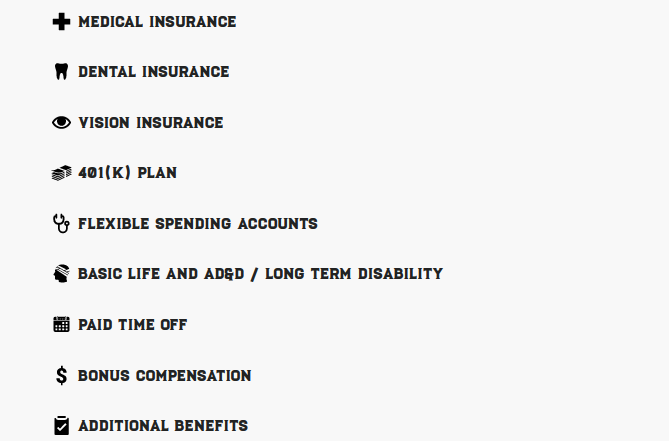 MEDICAL INSURANCE
DENTAL INSURANCE
VISION INSURANCE
401(K) PLAN
FLEXIBLE SPENDING ACCOUNTS
BASIC LIFE AND AD&D / LONG TERM DISABILITY
PAID TIME OFF
BONUS COMPENSATION
ADDITIONAL BENEFITS